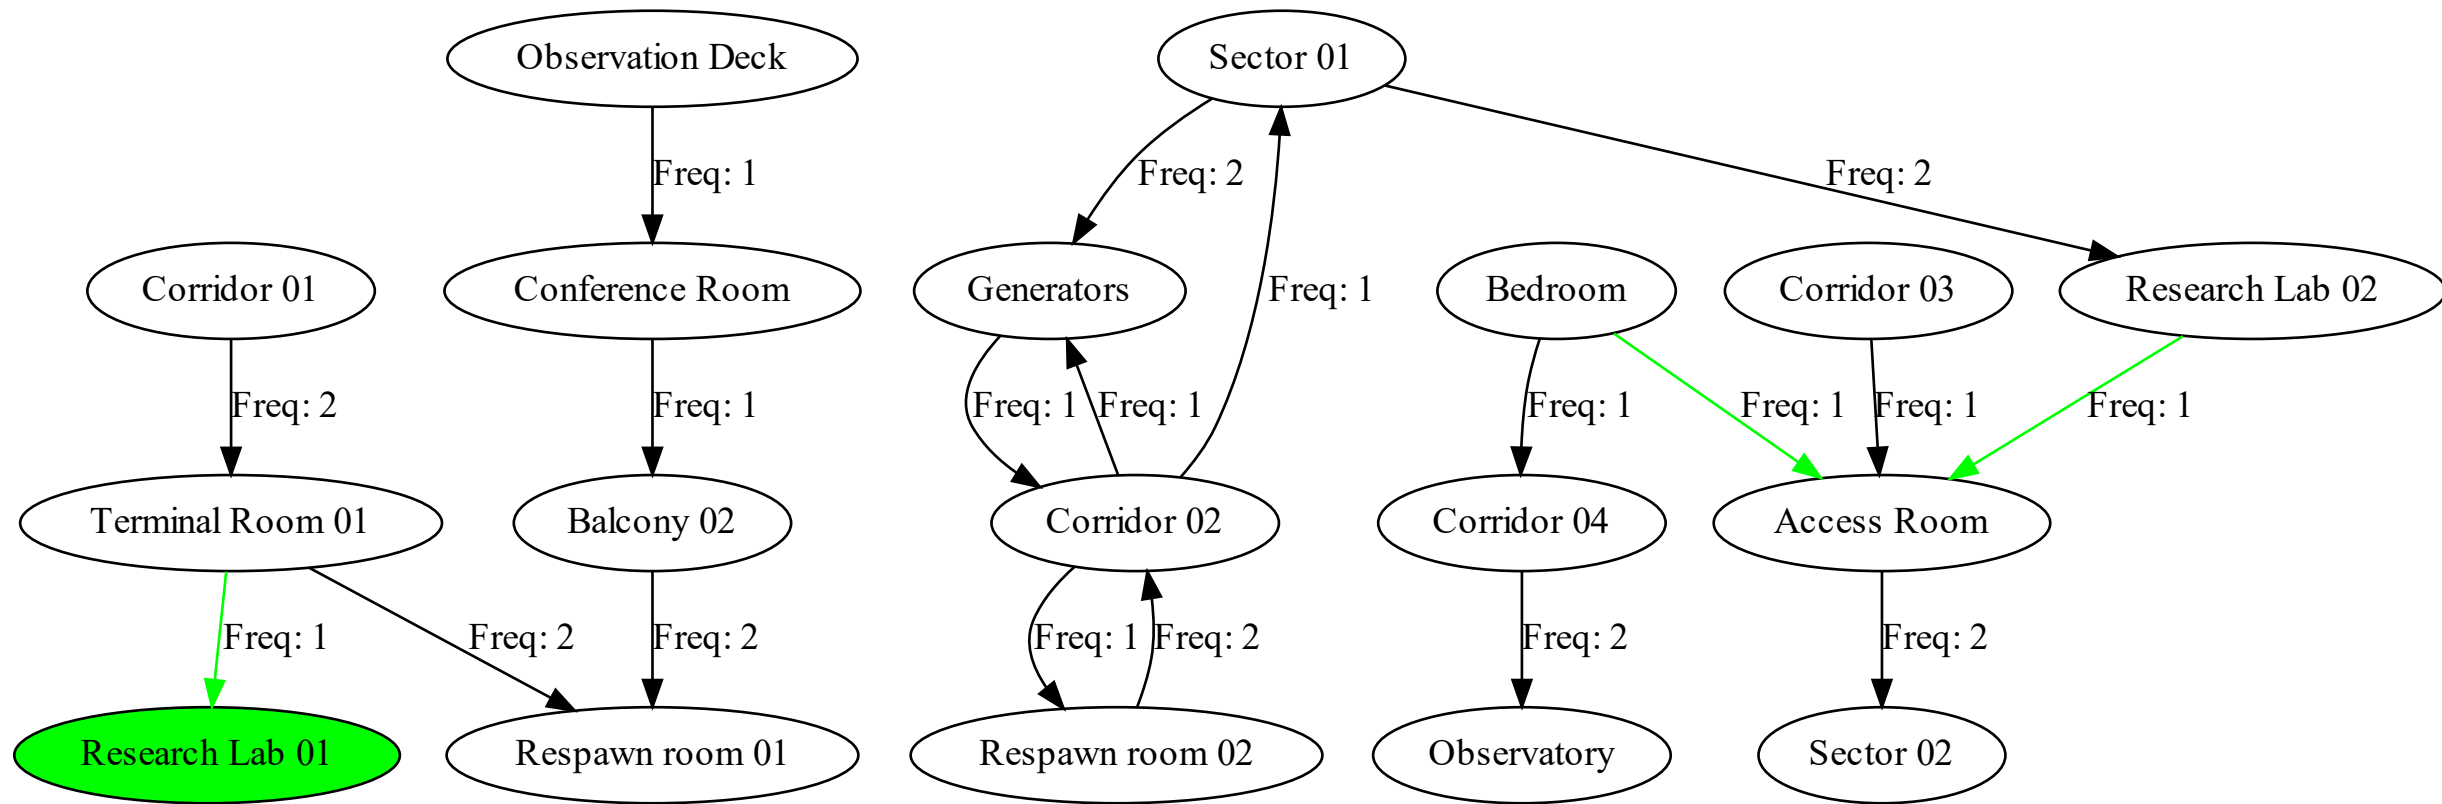 Observation Deck
Sector 01
Freq: 1
Freq: 2
Freq: 2
Corridor 01
Conference Room
Generators
Freq: 1
Bedroom
Corridor 03
Research Lab 02
Freq: 2
Freq: 1
Freq: 1
Freq: 1
Freq: 1
Freq: 1
Freq: 1
Freq: 1
Terminal Room 01
Balcony 02
Corridor 02
Corridor 04
Access Room
Freq: 1
Freq: 2
Freq: 2
Freq: 1
Freq: 2
Freq: 2
Freq: 2
Research Lab 01
Respawn room 01
Respawn room 02
Observatory
Sector 02